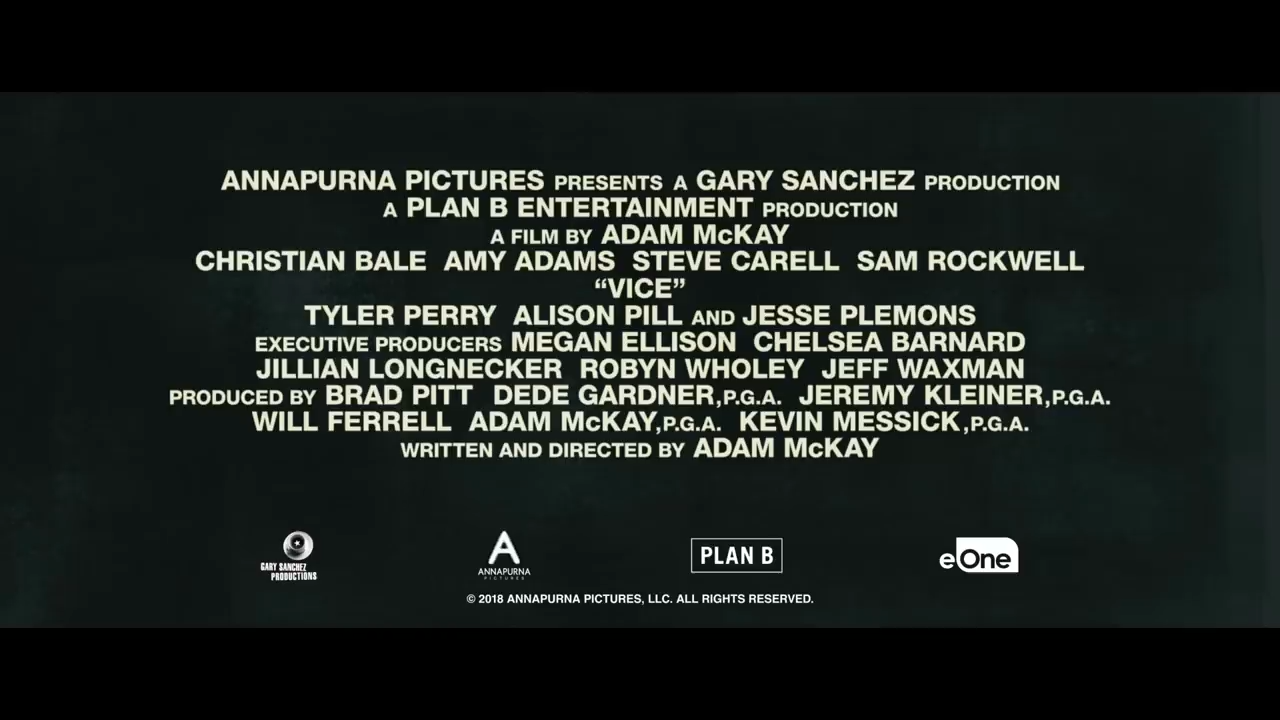 ANNAPURNA PICTURES PRESENTS A GARY SANCHEZ PRODUCTION
A PLAN B ENTERTAINMENT PRODUCTION
A FILM BY ADAM McKAY
CHRISTIAN BALE AMY ADAMS STEVE CARELL SAM ROCKWELL
“VICE”
TYLER PERRY ALISON PILL AND JESSE PLEMONS
EXECUTIVE PRODUCERS MEGAN ELLISON CHELSEA BARNARD
JILLIAN LONGNECKER ROBYN WHOLEY JEFF WAXMAN
PRODUCED BY BRAD PITT DEDE GARDNER,P.G.A. JEREMY KLEINER,P.G.A.
WILL FERRELL ADAM McKAY,P.G.A. KEVIN MESSICK,P.G.A.
WRITTEN AND DIRECTED BY ADAM McKAY
GARY SANCHEZ
PRODUCTIONS
A
ANNAPURNA
PICTURES
PLAN B
eOne
© 2018 ANNAPURNA PICTURES, LLC. ALL RIGHTS RESERVED.